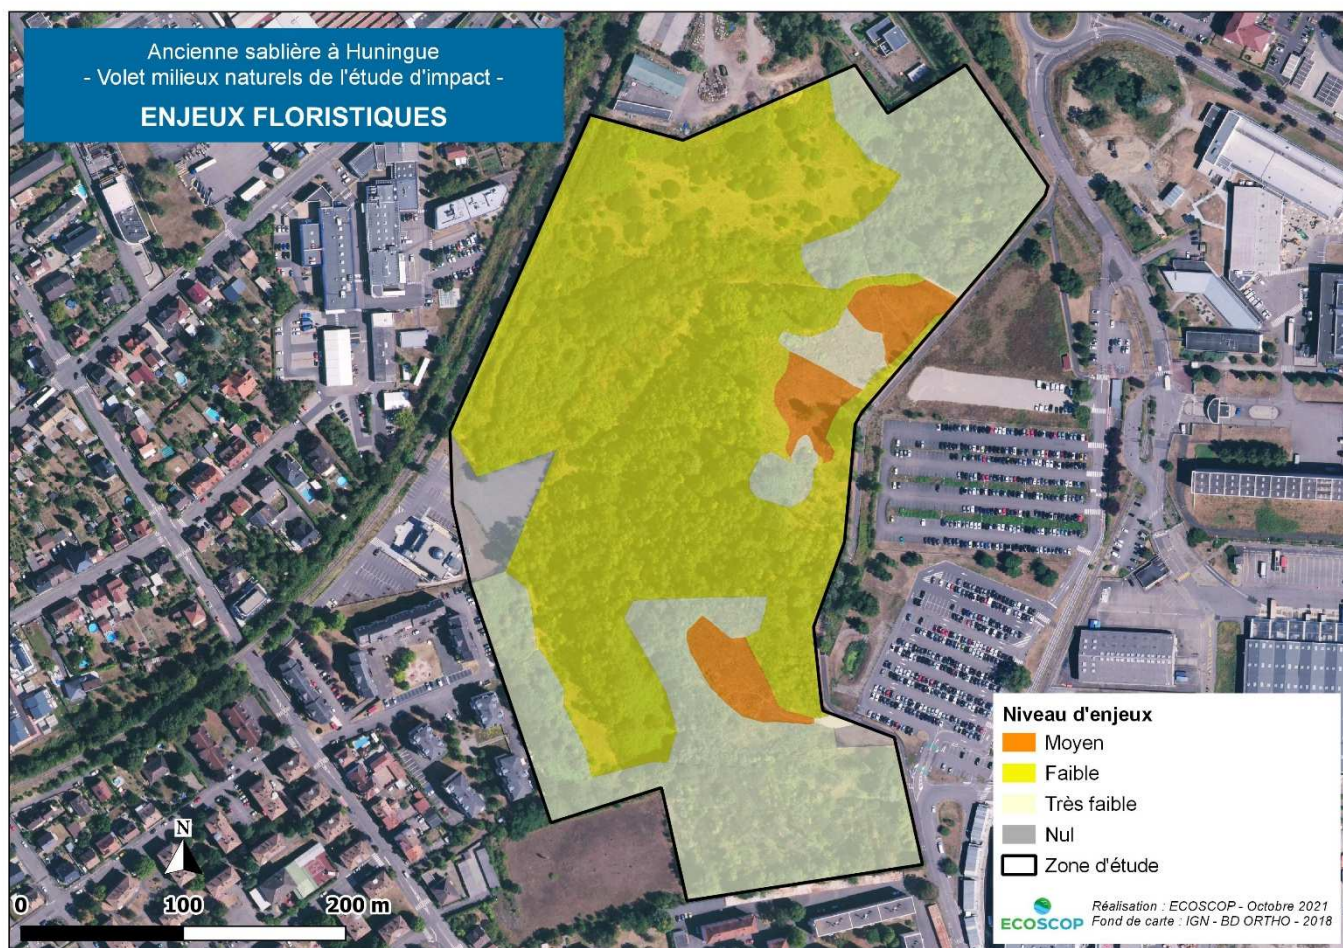 Ancienne sablière à Huningue
- Volet milieux naturels de l'étude d'impact -
ENJEUX FLORISTIQUES
Niveau d'enjeux
Moyen
Faible
Très faible
Nul
Zone d'étude
N
0 100 200 m
ECOSCOP
Réalisation : ECOSCOP - Octobre 2021
Fond de carte : IGN - BD ORTHO - 2018